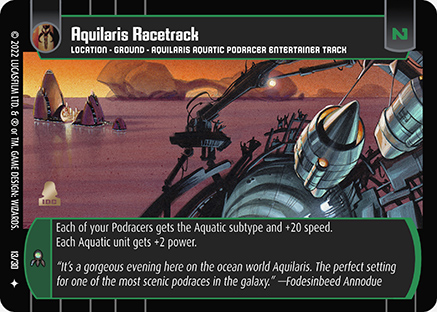 Aquilaris Racetrack
LOCATION • GROUND • AQUILARIS AQUATIC PODRACER ENTERTAINER TRACK
N
© 2022 LUCASFILM LTD. & ® OR TM. GAME DESIGN: WIZARDS.
IDC
13/30
Each of your Podracers gets the Aquatic subtype and +20 speed.
Each Aquatic unit gets +2 power.
“It’s a gorgeous evening here on the ocean world Aquilaris. The perfect setting
for one of the most scenic podraces in the galaxy.” —Fodesinbeed Annodue